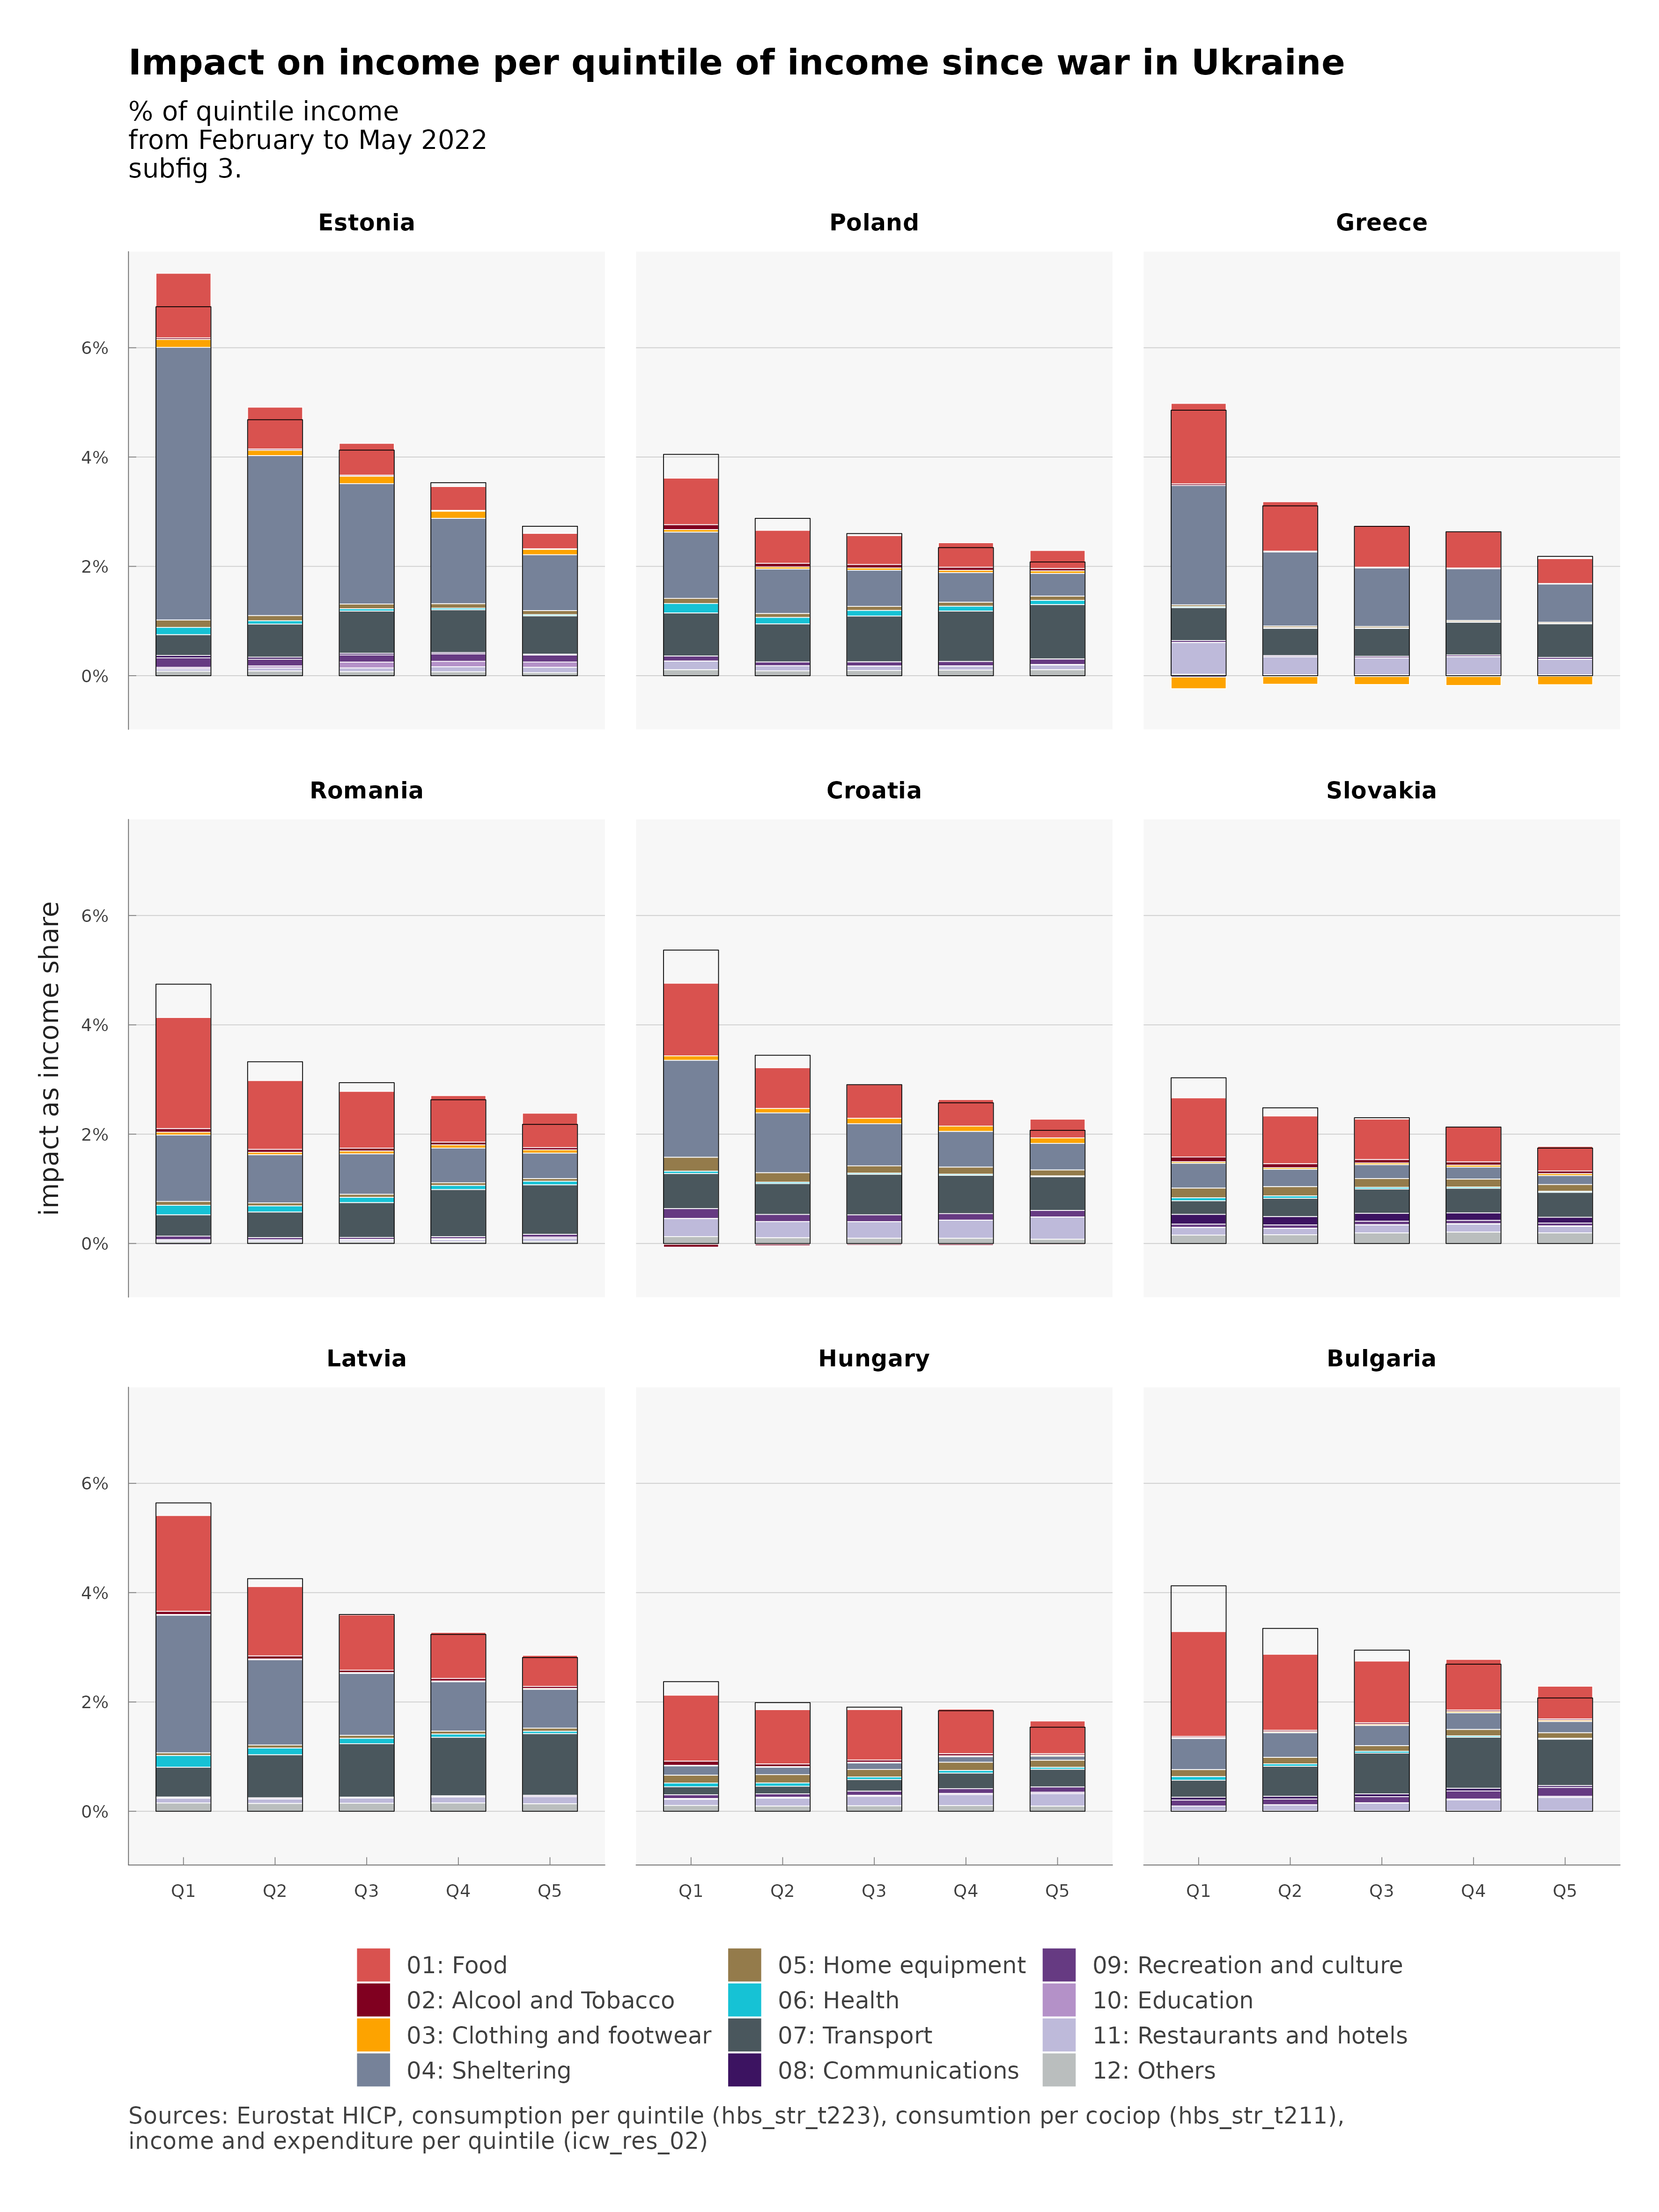 Impact on income per quintile of income since war in Ukraine
% of quintile income
from February to May 2022
subfig 3.
Estonia
Poland
Greece
6%
4%
2%
0%
Romania
Croatia
Slovakia
impact as income share
6%
4%
2%
0%
Latvia
Hungary
Bulgaria
6%
4%
2%
0%
Q1 Q2 Q3 Q4 Q5
Q1 Q2 Q3 Q4 Q5
Q1 Q2 Q3 Q4 Q5
01: Food
02: Alcool and Tobacco
03: Clothing and footwear
04: Sheltering
05: Home equipment
06: Health
07: Transport
08: Communications
09: Recreation and culture
10: Education
11: Restaurants and hotels
12: Others
Sources: Eurostat HICP, consumption per quintile (hbs_str_t223), consumtion per cociop (hbs_str_t211),
income and expenditure per quintile (icw_res_02)